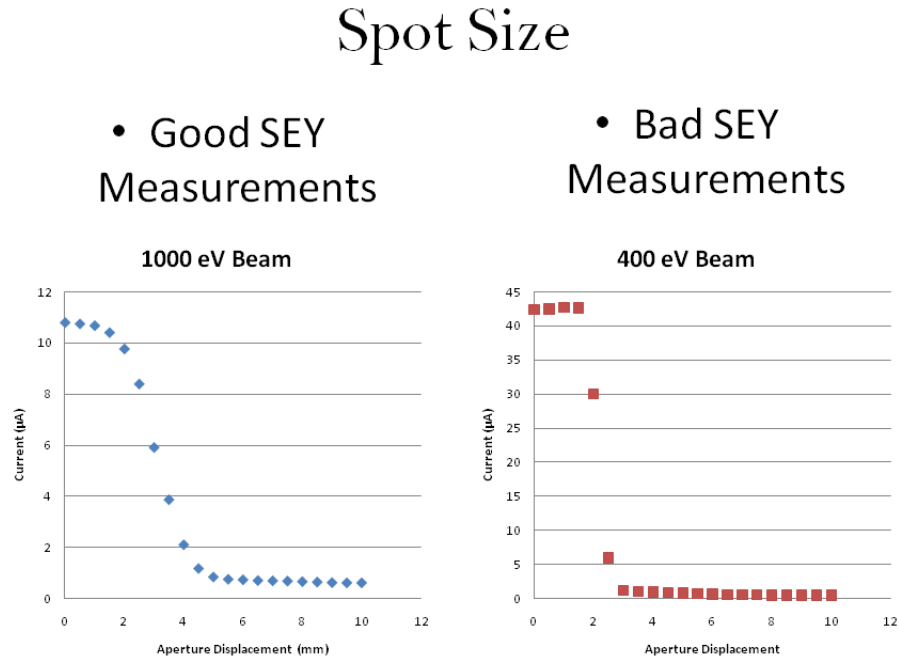 Spot Size
• Good SEY
Measurements
1000 eV Beam
12
10
8
6
4
2
0
Current (µA)
0 2 4 6 8 10 12
Aperture Displacement (mm)
• Bad SEY
Measurements
400 eV Beam
45
40
35
30
25
20
15
10
5
0
Current (µA)
0 2 4 6 8 10 12
Aperture Displacement